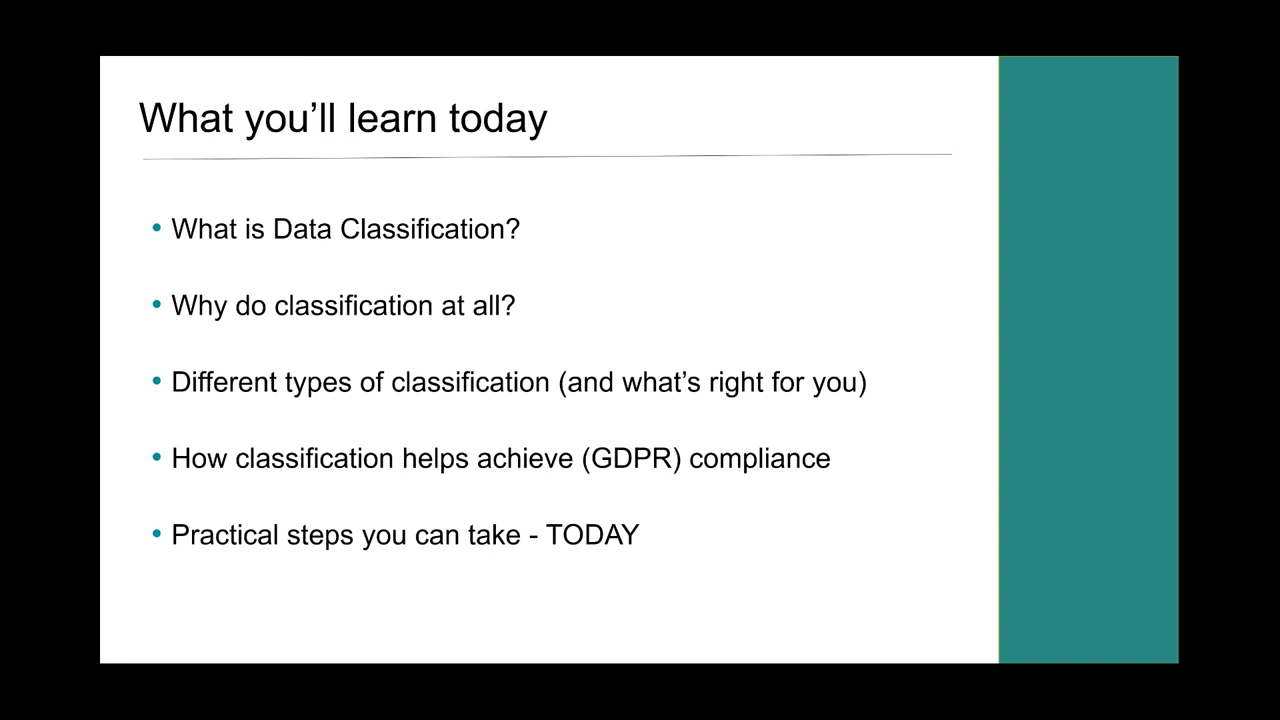 What you’ll learn today
• What is Data Classification?
• Why do classification at all?
• Different types of classification (and what’s right for you)
• How classification helps achieve (GDPR) compliance
• Practical steps you can take - TODAY